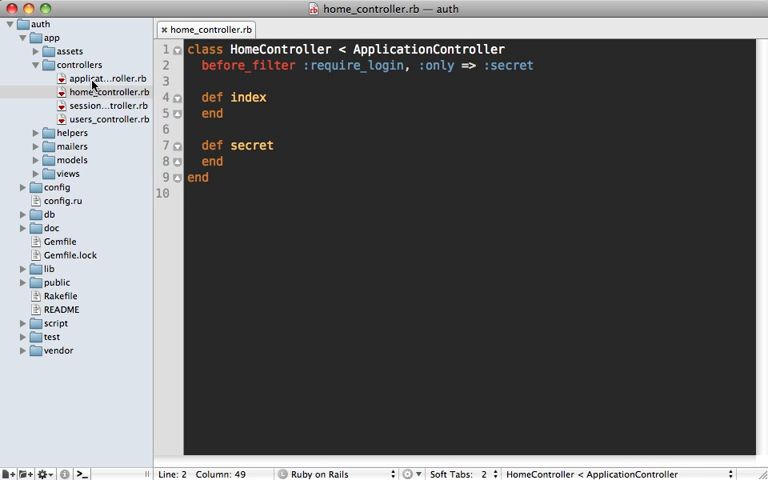 home_controller.rb — auth
auth
app
assets
controllers
applicat...roller.rb
home_controller.rb
session...troller.rb
users_controller.rb
helpers
mailers
models
views
config
config.ru
db
doc
Gemfile
Gemfile.lock
lib
public
Rakefile
README
script
test
vendor
home_controller.rb
1 class HomeController < ApplicationController
2 before_filter :require_login, :only => :secret
3
4 def index
5 end
6
7 def secret
8 end
9 end
10
Line: 2 Column: 49 Ruby on Rails Soft Tabs: 2 HomeController < ApplicationController